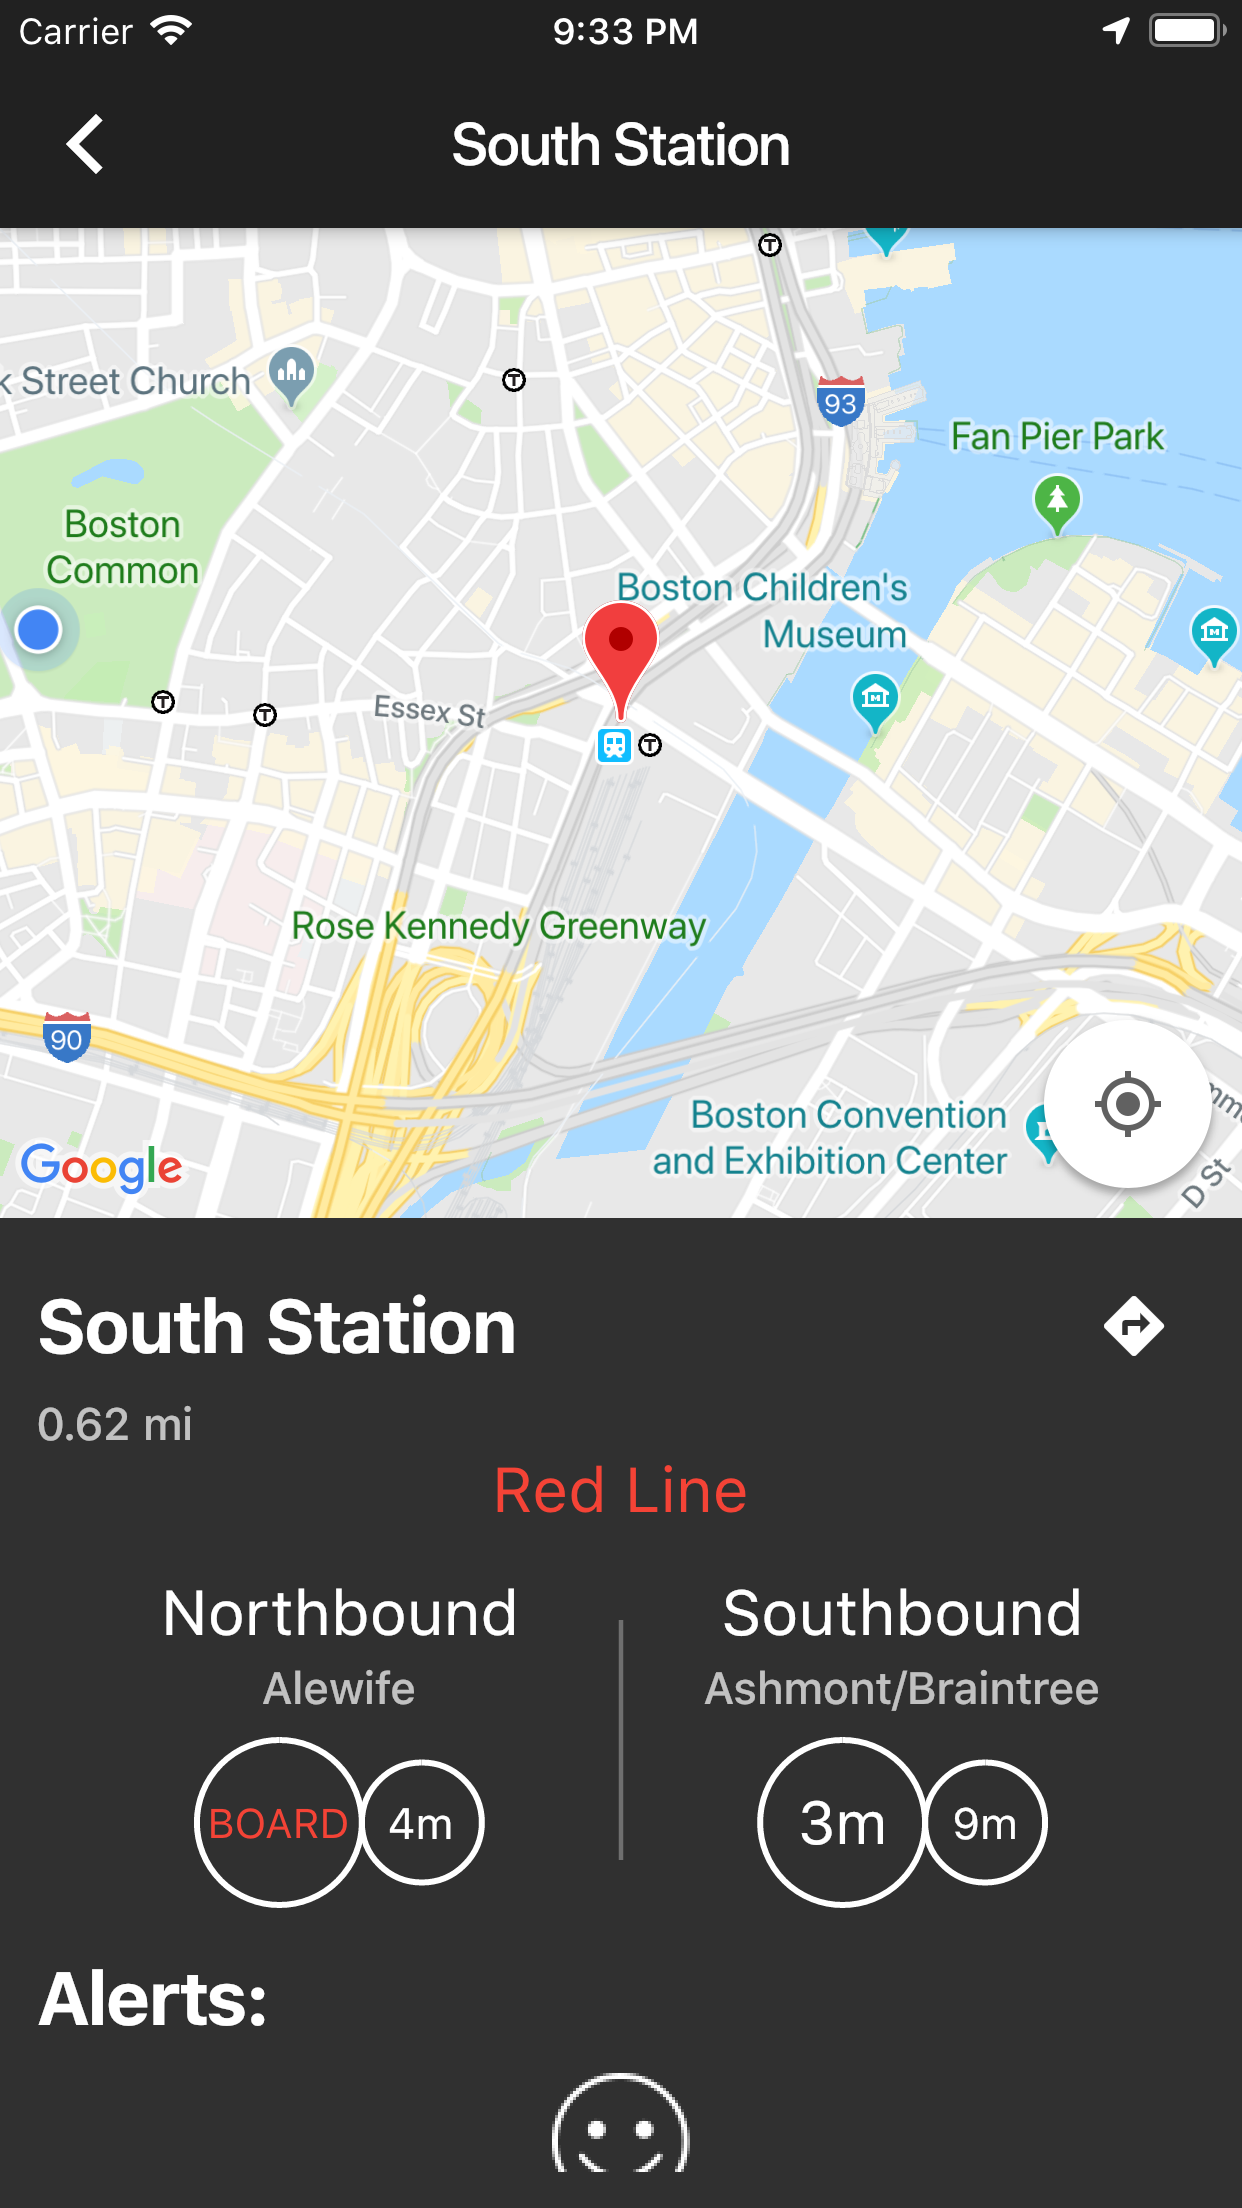 Carrier 9:33 PM
South Station
93
k Street Church
Fan Pier Park
Boston
Common
Boston Children's
Museum
Essex St
Rose Kennedy Greenway
90
Boston Convention
and Exhibition Center
D St
Google
South Station
0.62 mi
Red Line
Northbound Southbound
Alewife Ashmont/Braintree
BOARD 4m 3m 9m
Alerts: